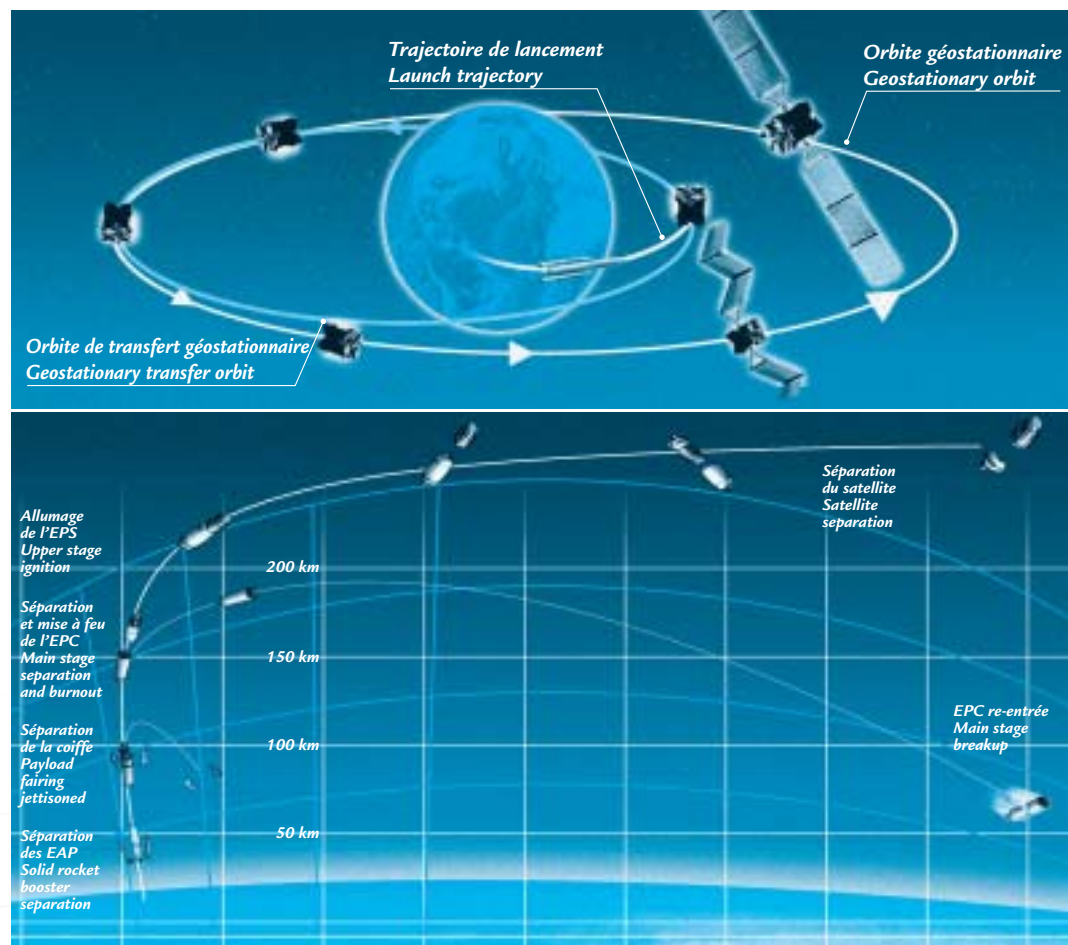 Trajectoire de lancement
Launch trajectory
Orbite géostationnaire
Geostationary orbit
Orbite de transfert géostationnaire
Geostationary transfer orbit
Séparation
du satellite
Satellite
separation
Allumage
de l'EPS
Upper stage
ignition
200 km
Séparation
et mise à feu
de l'EPC
Main stage
separation
and burnout
150 km
EPC re-entrée
Main stage
breakup
Séparation
de la coiffe
Payload
fairing
jettisoned
100 km
50 km
Séparation
des EAP
Solid rocket
booster
separation